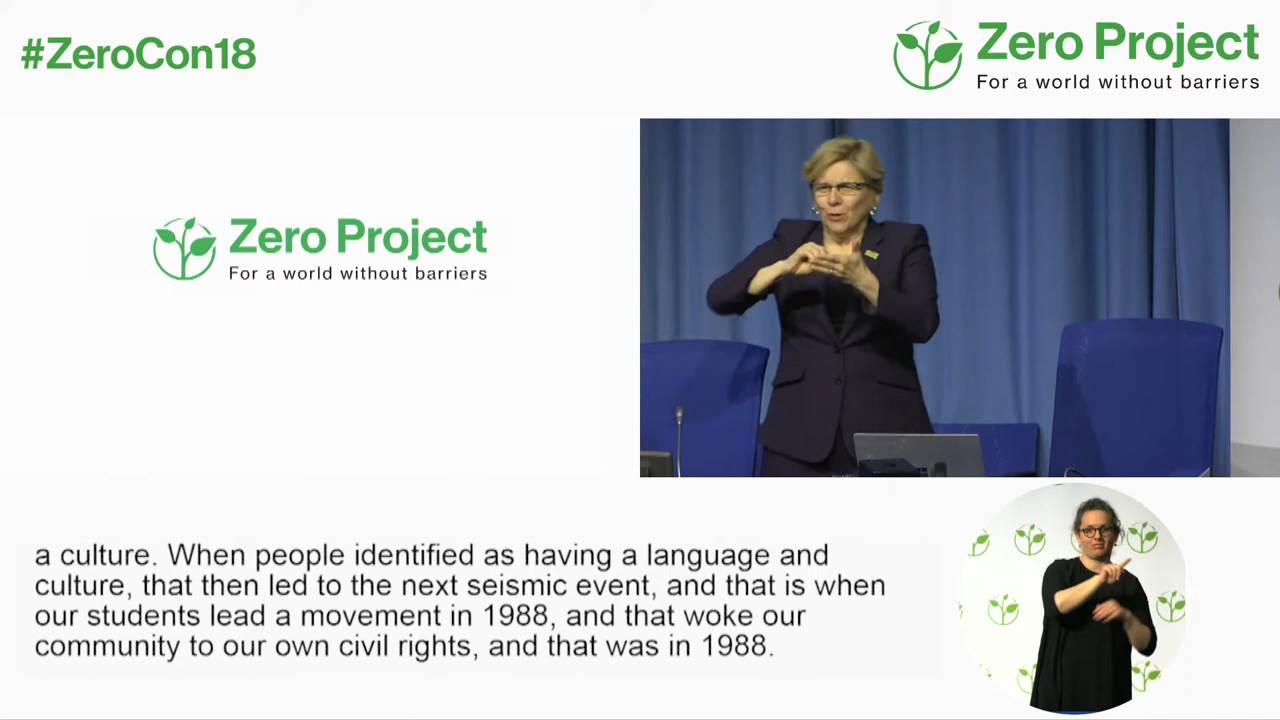 #ZeroCon18
Zero Project
For a world without barriers
Zero Project
For a world without barriers
a culture. When people identified as having a language and
culture, that then led to the next seismic event, and that is when
our students lead a movement in 1988, and that woke our
community to our own civil rights, and that was in 1988.